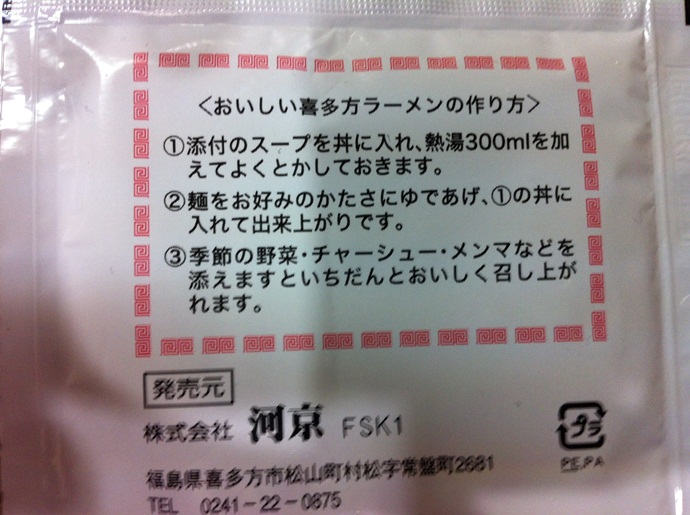 ＜おいしい喜多方ラーメンの作り方＞
①添付のスープを丼に入れ、熱湯300mlを加
えてよくとかしておきます。
②麺をお好みのかたさにゆであげ、①の丼に
入れて出来上がりです。
③季節の野菜・チャーシュー・メンマなどを
添えますといちだんとおいしく召し上が
れます。
発売元
株式会社 河京 FSK1
福島県喜多方市松山町村松字常盤町2681
TEL 0241-22-0875
プラ
PE,PA